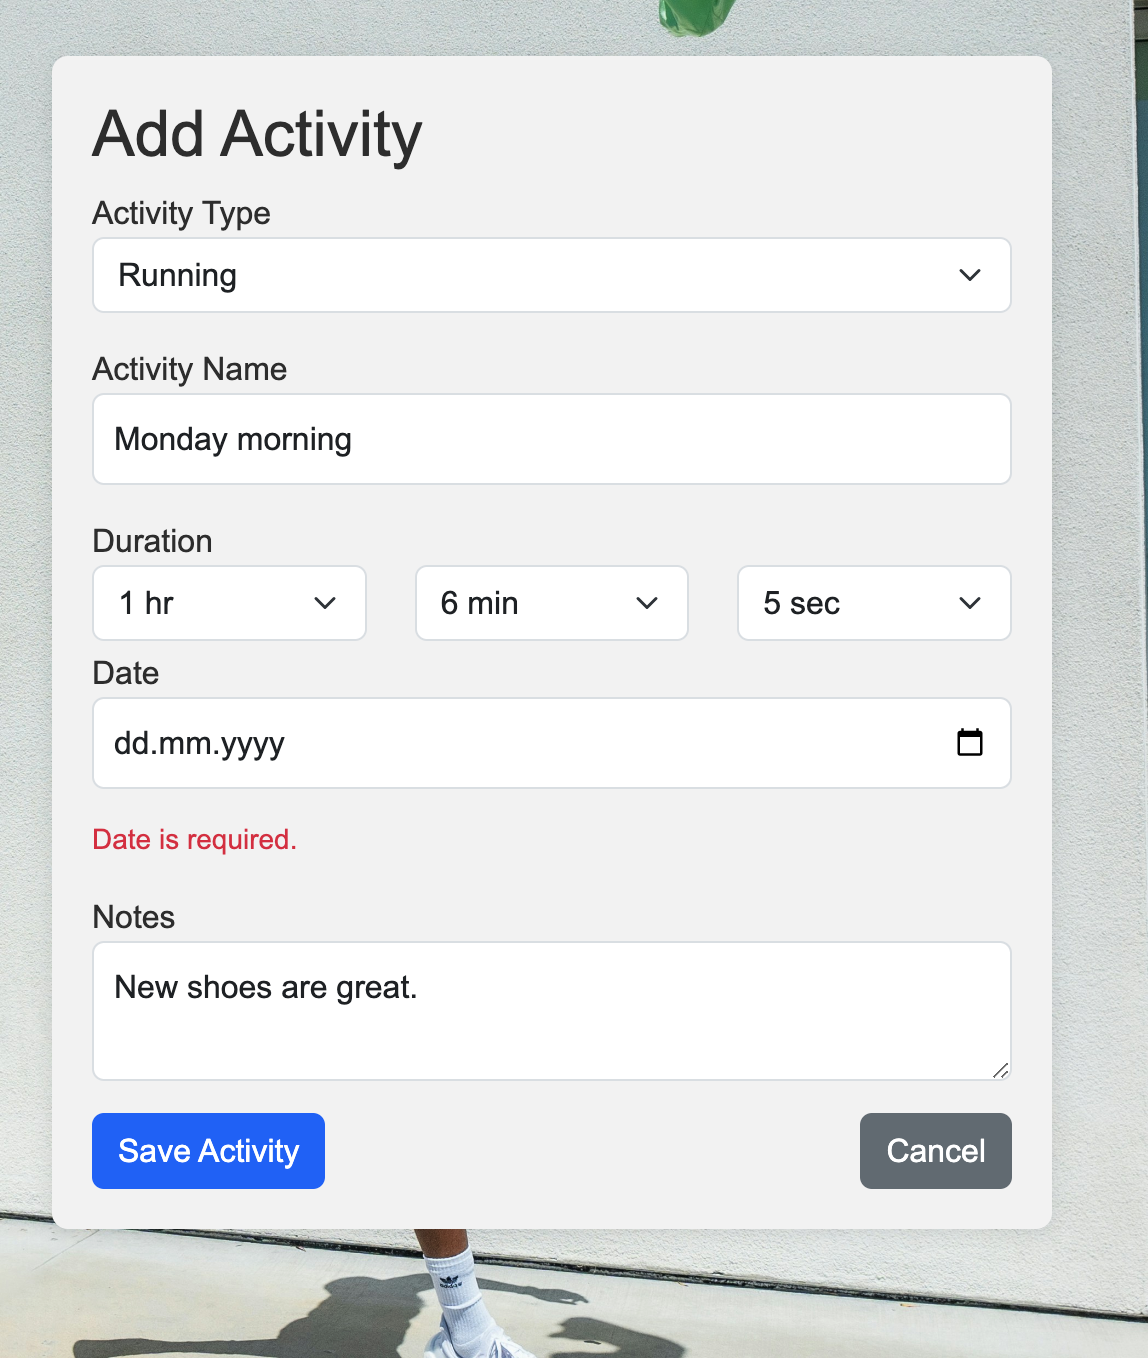 Add Activity
Activity Type
Running
Activity Name
Monday morning
Duration
1 hr 6 min 5 sec
Date
dd.mm.yyyy
Date is required.
Notes
New shoes are great.
Save Activity Cancel
adidas